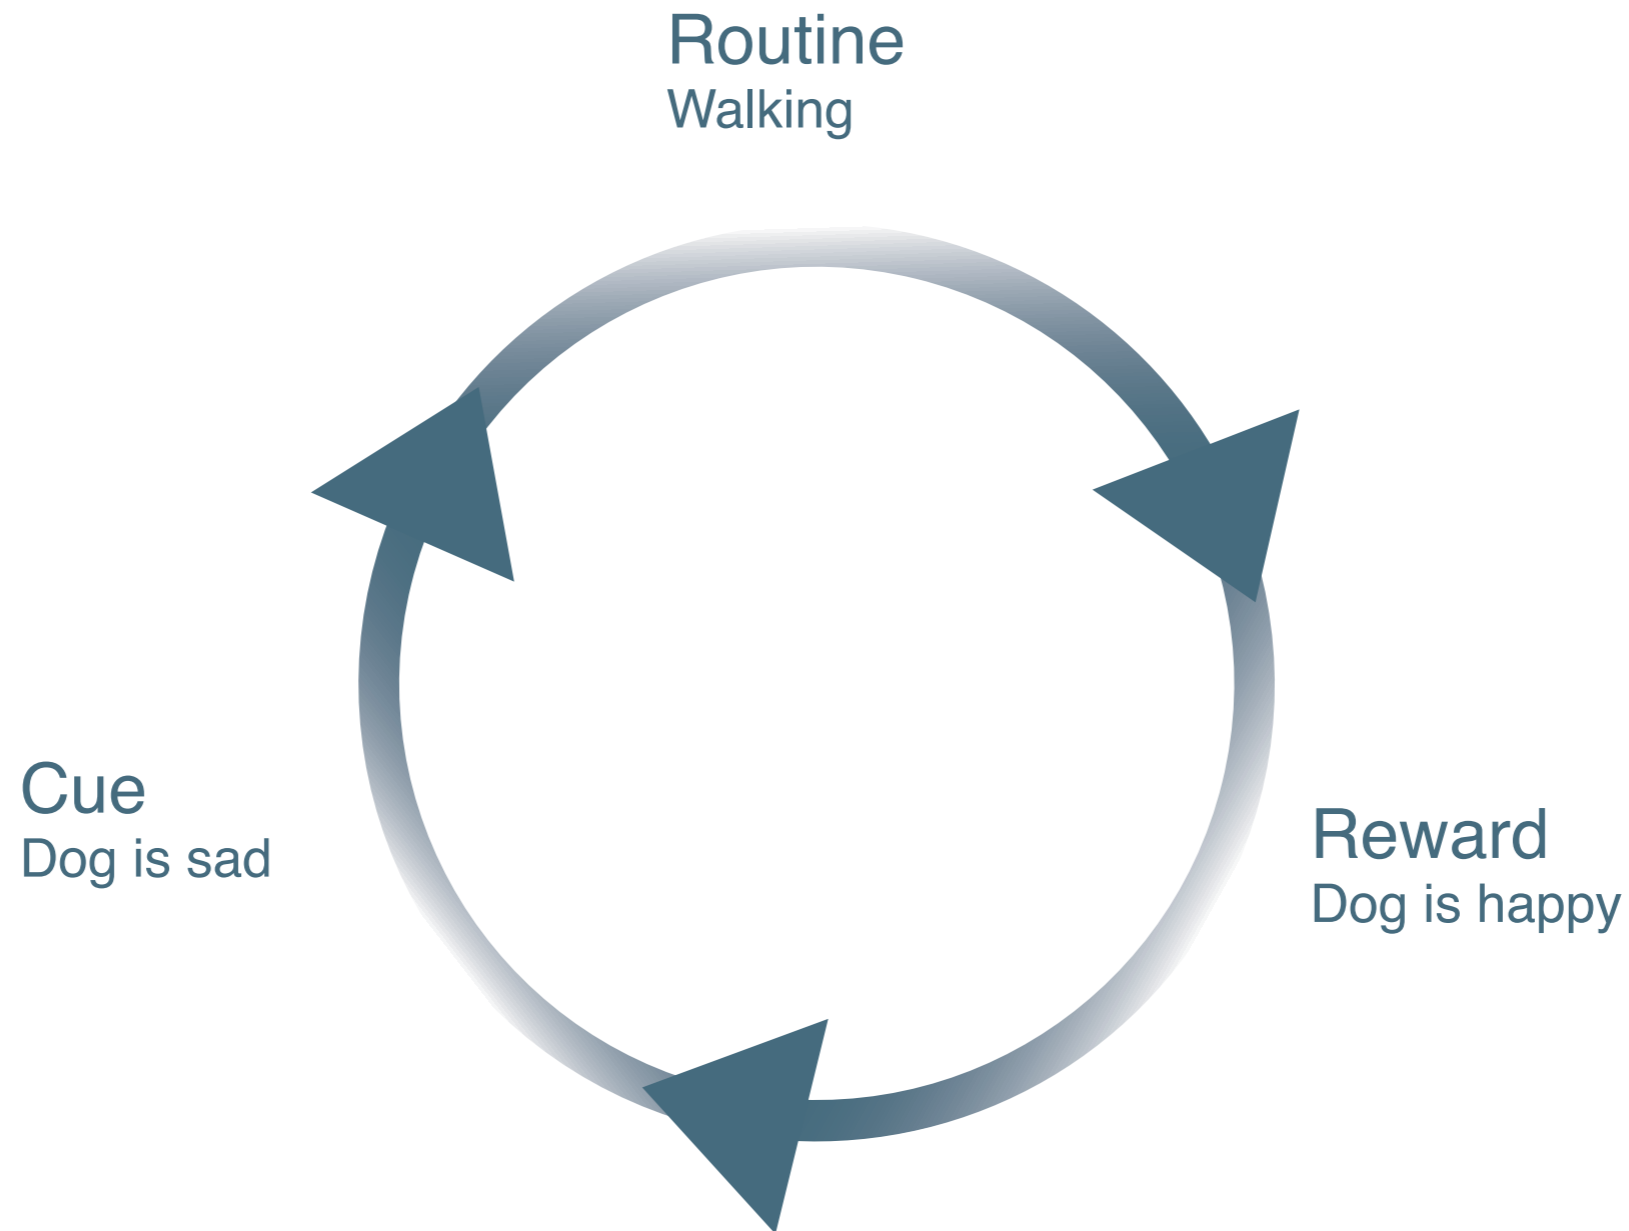 Routine
Walking
Cue
Dog is sad
Reward
Dog is happy